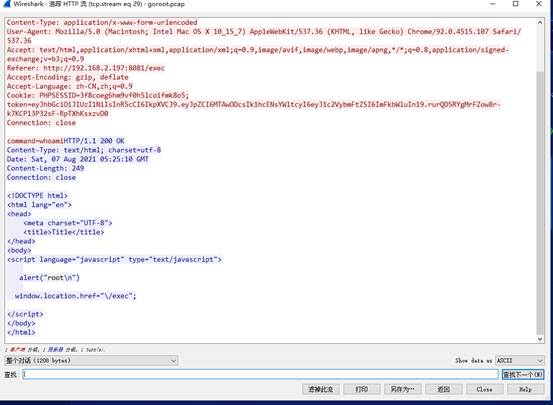 Wireshark · 追踪 HTTP 流 (tcp.stream eq 29) · goroot.pcap
Content-Type: application/x-www-form-urlencoded
User-Agent: Mozilla/5.0 (Macintosh; Intel Mac OS X 10_15_7) AppleWebKit/537.36 (KHTML, like Gecko) Chrome/92.0.4515.107 Safari/
537.36
Accept: text/html,application/xhtml+xml,application/xml;q=0.9,image/avif,image/webp,image/apng,*/*;q=0.8,application/signed-
exchange;v=b3;q=0.9
Referer: http://192.168.2.197:8081/exec
Accept-Encoding: gzip, deflate
Accept-Language: zh-CN,zh;q=0.9
Cookie: PHPSESSID=3f8coeg6hm9vf0h5lcoifmk8o5;
Connection: close
command=whoamiHTTP/1.1 200 OK
Content-Type: text/html; charset=utf-8
Date: Sat, 07 Aug 2021 05:25:10 GMT
Content-Length: 249
Connection: close
<!DOCTYPE html>
<html lang="en">
<head>
<meta charset="UTF-8">
<title>Title</title>
</head>
<body>
<script language="javascript" type="text/javascript">
alert("root\n")
window.location.href="\/exec";
</script>
</body>
</html>
1 客户端 分组, 1 服务器 分组, 1 turn(s).
整个对话 (1208 bytes) Show data as ASCII
查找: 查找下一个(N)
滤掉此流 打印 另存为… 返回 Close Help